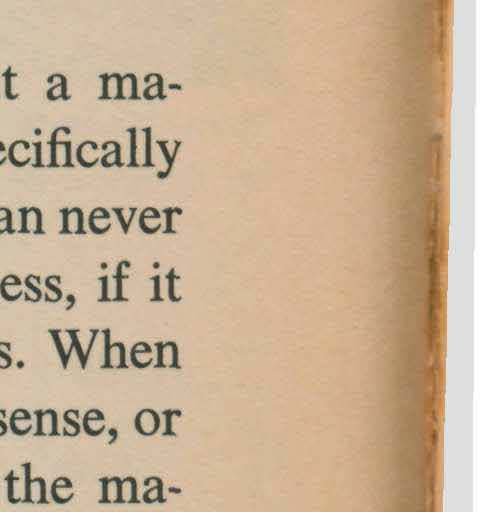 t a ma-
ecifically
an never
ess, if it
s. When
sense, or
the ma-